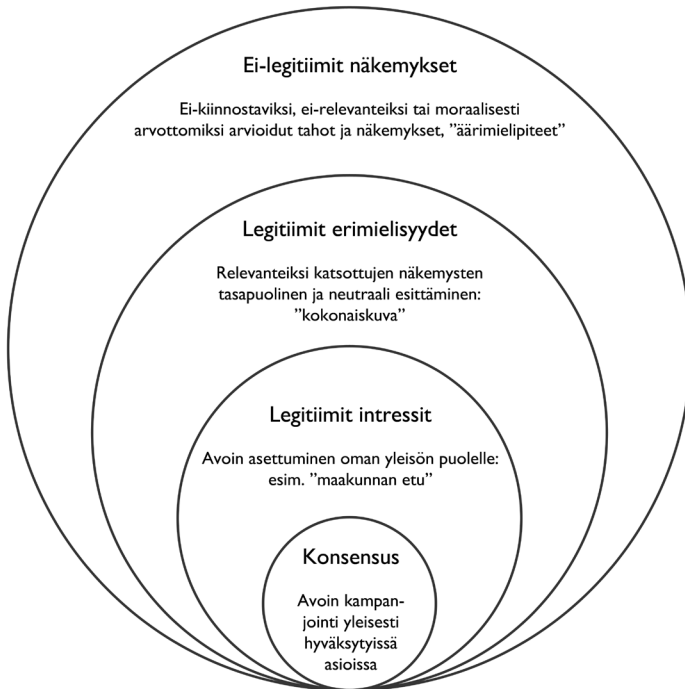 Ei-legitiimit näkemykset
Ei-kiinnostaviksi, ei-relevanteiksi tai moraalisesti
arvottomiksi arvioidut tahot ja näkemykset, ”äärimielipiteet”
Legitiimit erimielisyydet
Relevanteiksi katsottujen näkemysten
tasapuolinen ja neutraali esittäminen:
”kokonaiskuva”
Legitiimit intressit
Avoin asettuminen oman yleisön puolelle:
esim. ”maakunnan etu”
Konsensus
Avoin kampan-
jointi yleisesti
hyväksytyissä
asioissa